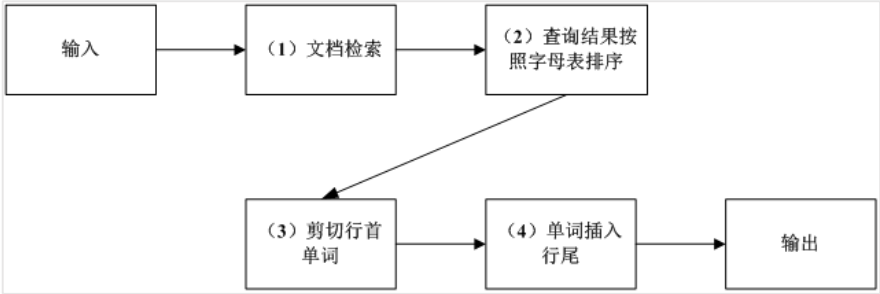 输入
（1）文档检索
（2）查询结果按
照字母表排序
（3）剪切行首
单词
（4）单词插入
行尾
输出